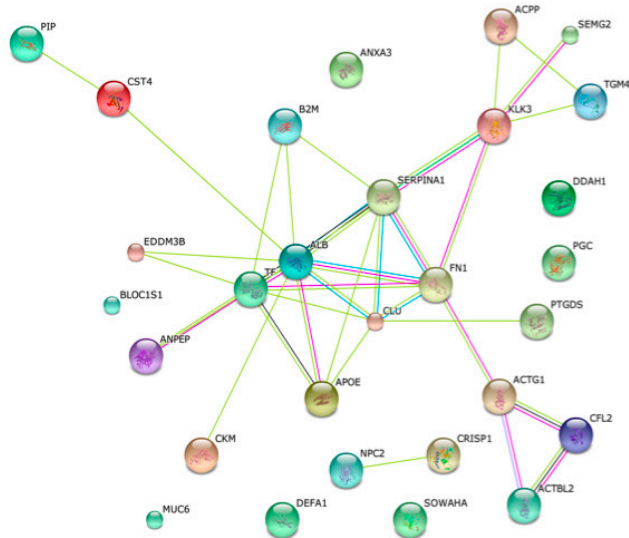 PIP
ACPP
SEMG2
ANXA3
CST4
TGM4
B2M
KLK3
SERPINA1
DDAH1
EDDM3B
ALB
PGC
TF
FN1
BLOC1S1
CLU
PTGDS
ANPEP
APOE
ACTG1
CFL2
CKM
NPC2
CRISP1
ACTBL2
MUC6
DEFA1
SOWAHA